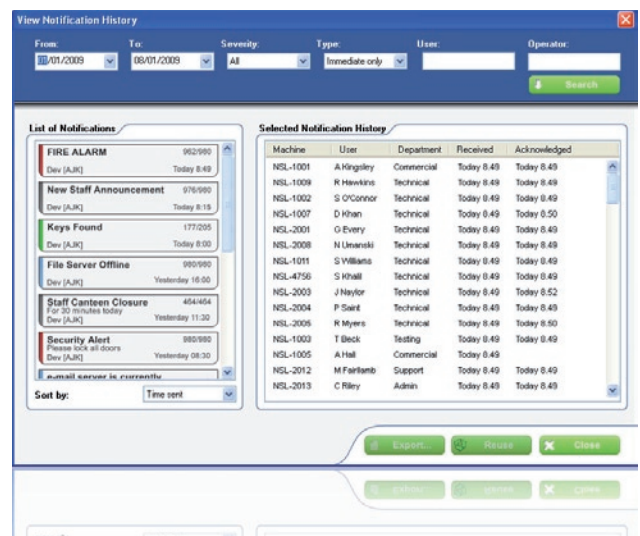 View Notification History
From: To: Severity: Type: User: Operator:
/01/2009 08/01/2009 All Immediate only
Search
List of Notifications
FIRE ALARM 962/980
Dev [AJK] Today 8:49
New Staff Announcement 976/980
Dev [AJK] Today 8:15
Keys Found 177/205
Dev [AJK] Today 8:00
File Server Offline 980/980
Dev [AJK] Yesterday 16:00
Staff Canteen Closure 464/464
For 30 minutes today
Dev [AJK] Yesterday 11:30
Security Alert 980/980
Please lock all doors
Dev [AJK] Yesterday 08:30
e-mail server is currently
Sort by: Time sent
Selected Notification History
Machine User Department Received Acknowledged
NSL-1001 A Kingsley Commercial Today 8.49 Today 8.49
NSL-1009 R Hawkins Technical Today 8.49 Today 8.49
NSL-1002 S O'Connor Technical Today 8.49 Today 8.49
NSL-1007 D Khan Technical Today 8.49 Today 8.50
NSL-2001 G Every Technical Today 8.49 Today 8.49
NSL-2008 N Umanski Technical Today 8.49 Today 8.49
NSL-1011 S Williams Technical Today 8.49 Today 8.49
NSL-4756 S Khalil Technical Today 8.49 Today 8.49
NSL-2003 J Naylor Technical Today 8.49 Today 8.52
NSL-2004 P Saint Technical Today 8.49 Today 8.49
NSL-2005 R Myers Technical Today 8.49 Today 8.50
NSL-1003 T Beck Testing Today 8.49 Today 8.49
NSL-1005 A Hall Commercial Today 8.49
NSL-2012 M Fairllamb Support Today 8.49 Today 8.49
NSL-2013 C Riley Admin Today 8.49 Today 8.49
Export... Reuse Close